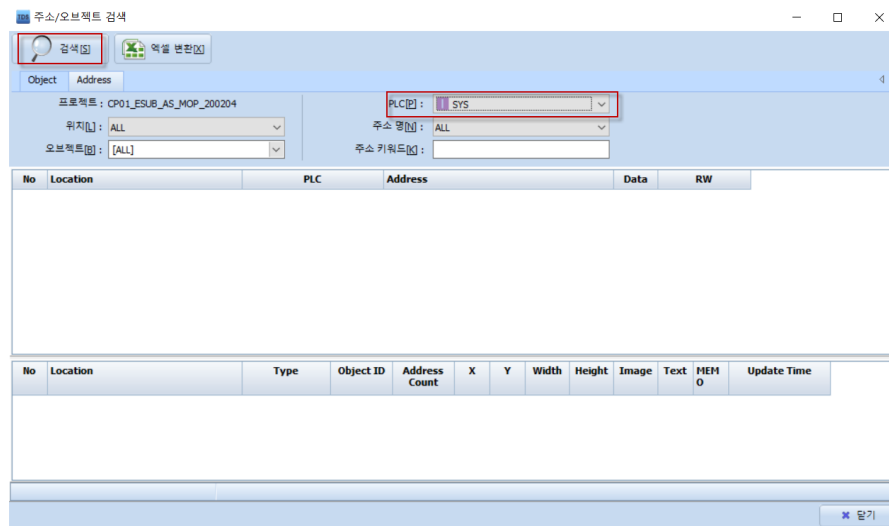 IDS 주소/오브젝트 검색
검색[S] 엑셀 변환[X]
Object Address
프로젝트 : CP01_ESUB_AS_MOP_200204 PLC[P] : I SYS
위치[L] : ALL 주소 명[N] : ALL
오브젝트[B] : [ALL] 주소 키워드[K] :
No Location PLC Address Data RW
No Location Type Object ID Address Count X Y Width Height Image Text MEMO Update Time
닫기